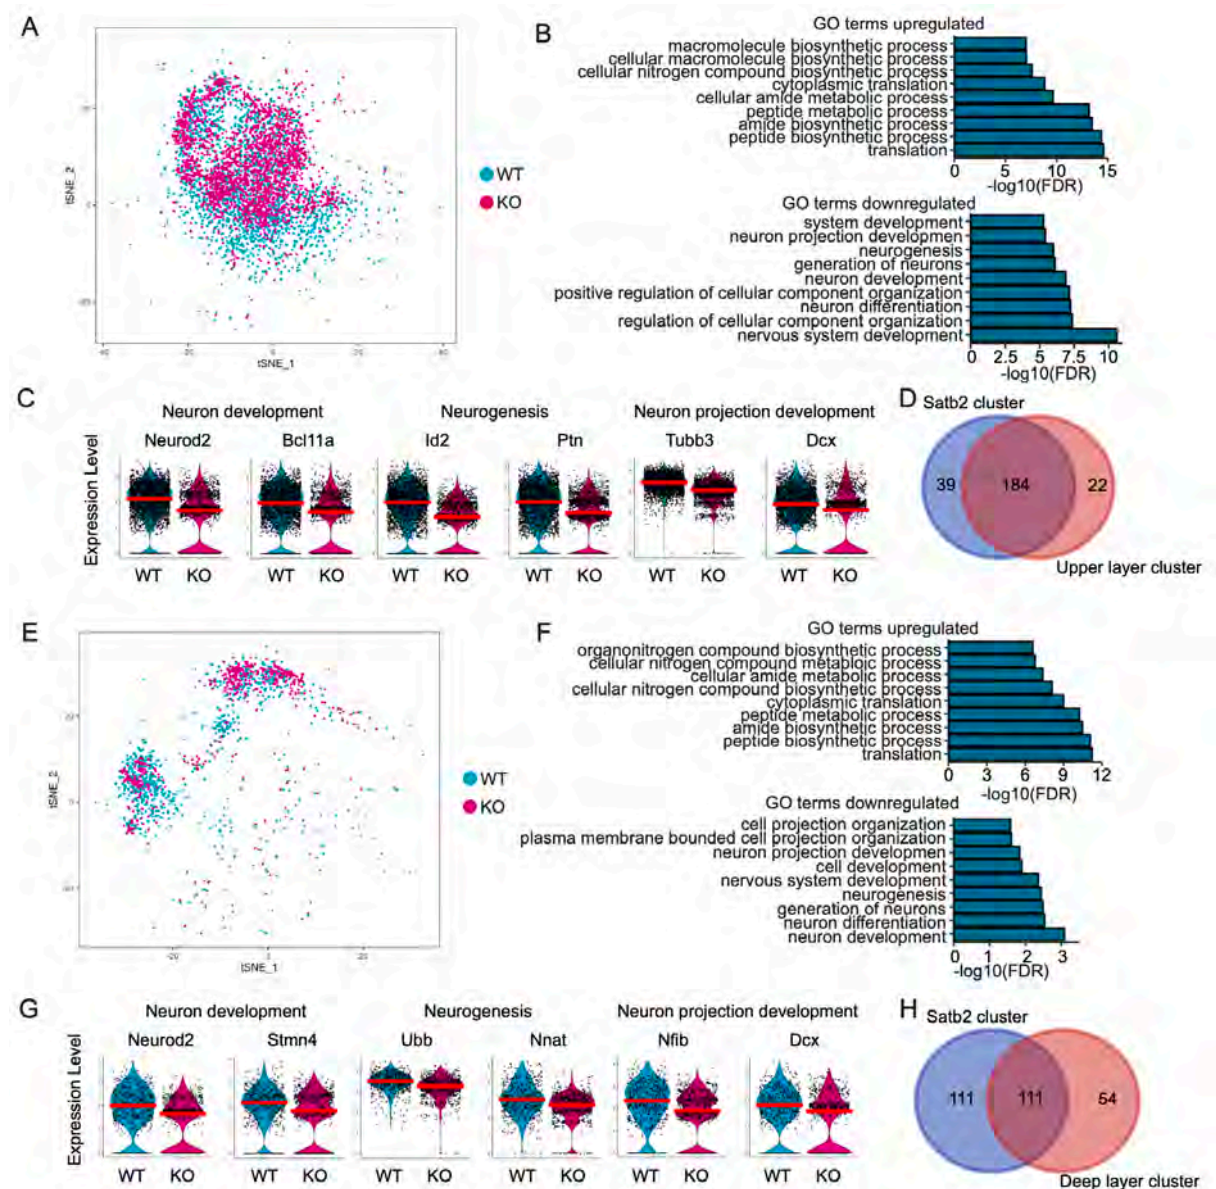 A
tSNE_2
tSNE_1
WT
KO
B
GO terms upregulated
macromolecule biosynthetic process
cellular macromolecule biosynthetic process
cellular nitrogen compound biosynthetic process
cytoplasmic translation
cellular amide metabolic process
peptide metabolic process
amide biosynthetic process
peptide biosynthetic process
translation
0 5 10 15
-log10(FDR)
GO terms downregulated
system development
neuron projection developmen
neurogenesis
generation of neurons
neuron development
positive regulation of cellular component organization
neuron differentiation
regulation of cellular component organization
nervous system development
0 2.5 5 7.5 10
-log10(FDR)
C
Neuron development Neurogenesis Neuron projection development
Neurod2 Bcl11a Id2 Ptn Tubb3 Dcx
Expression Level
WT KO WT KO WT KO WT KO WT KO WT KO
D
Satb2 cluster
39 184 22
Upper layer cluster
E
tSNE_2
tSNE_1
WT
KO
F
GO terms upregulated
organonitrogen compound biosynthetic process
cellular nitrogen compound metabloic process
cellular amide metabolic process
cellular nitrogen compound biosynthetic process
cytoplasmic translation
peptide metabolic process
amide biosynthetic process
peptide biosynthetic process
translation
0 3 6 9 12
-log10(FDR)
GO terms downregulated
cell projection organization
plasma membrane bounded cell projection organization
neuron projection developmen
cell development
nervous system development
neurogenesis
generation of neurons
neuron differentiation
neuron development
0 1 2 3
-log10(FDR)
G
Neuron development Neurogenesis Neuron projection development
Neurod2 Stmn4 Ubb Nnat Nfib Dcx
Expression Level
WT KO WT KO WT KO WT KO WT KO WT KO
H
Satb2 cluster
111 111 54
Deep layer cluster